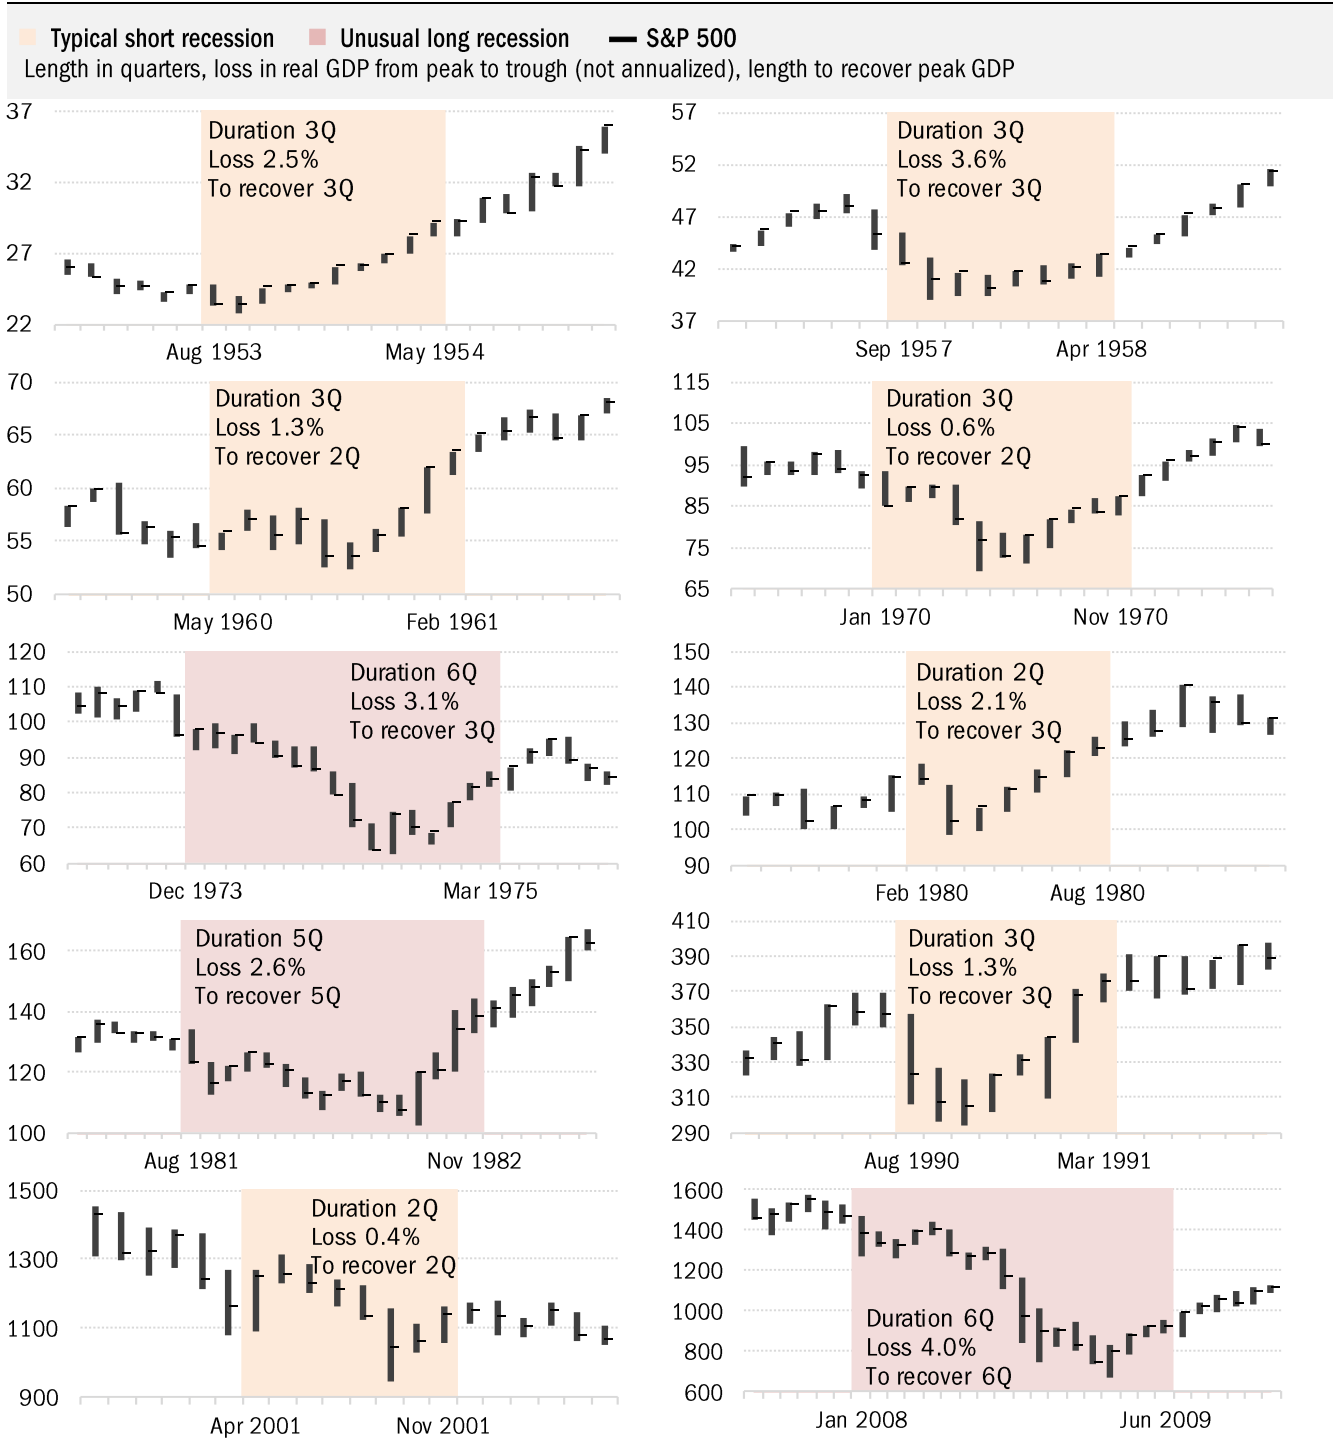 Typical short recession Unusual long recession S&P 500
Length in quarters, loss in real GDP from peak to trough (not annualized), length to recover peak GDP
37
32
27
22
Duration 3Q
Loss 2.5%
To recover 3Q
Aug 1953 May 1954
57
52
47
42
37
Duration 3Q
Loss 3.6%
To recover 3Q
Sep 1957 Apr 1958
70
65
60
55
50
Duration 3Q
Loss 1.3%
To recover 2Q
May 1960 Feb 1961
115
105
95
85
75
65
Duration 3Q
Loss 0.6%
To recover 2Q
Jan 1970 Nov 1970
120
110
100
90
80
70
60
Duration 6Q
Loss 3.1%
To recover 3Q
Dec 1973 Mar 1975
150
140
130
120
110
100
90
Duration 2Q
Loss 2.1%
To recover 3Q
Feb 1980 Aug 1980
160
140
120
100
Duration 5Q
Loss 2.6%
To recover 5Q
Aug 1981 Nov 1982
410
390
370
350
330
310
290
Duration 3Q
Loss 1.3%
To recover 3Q
Aug 1990 Mar 1991
1500
1300
1100
900
Duration 2Q
Loss 0.4%
To recover 2Q
Apr 2001 Nov 2001
1600
1400
1200
1000
800
600
Duration 6Q
Loss 4.0%
To recover 6Q
Jan 2008 Jun 2009